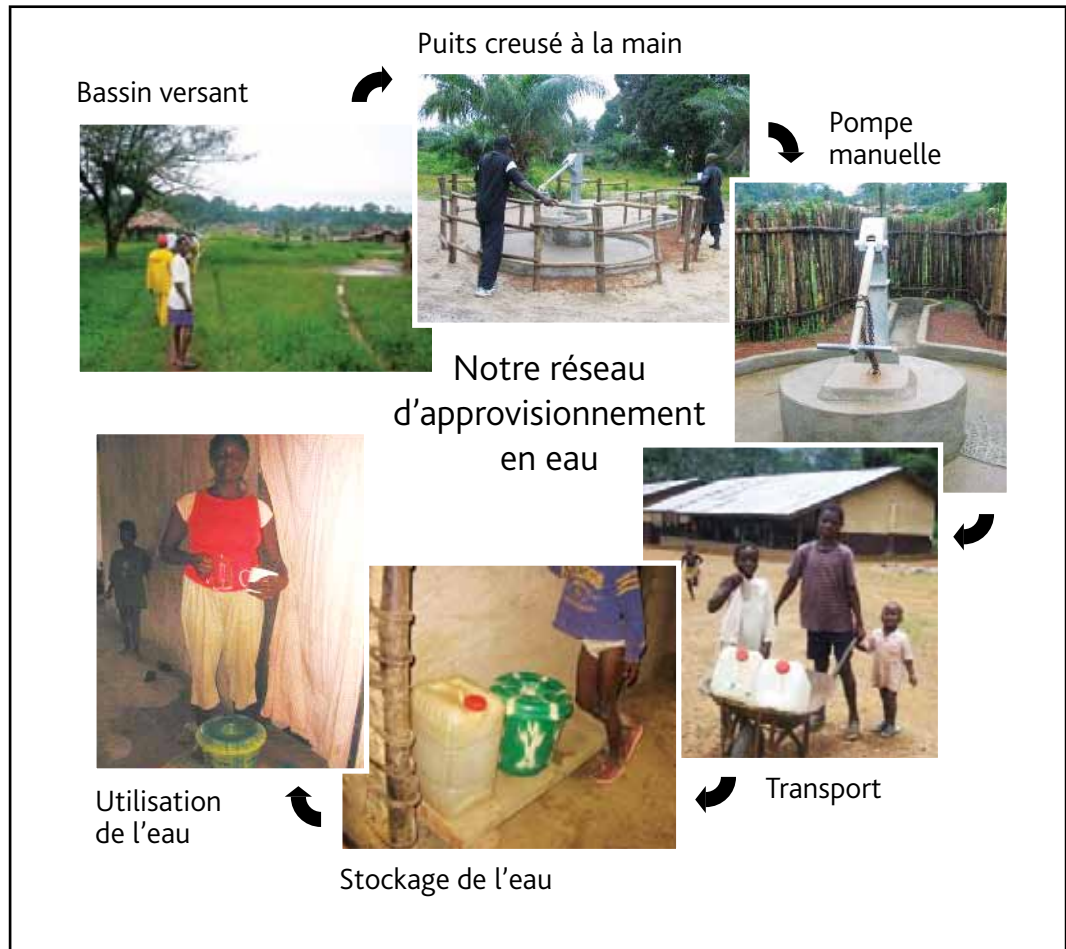 Puits creusé à la main
Bassin versant
Pompe
manuelle
Notre réseau
d'approvisionnement
en eau
Transport
Utilisation
de l'eau
Stockage de l'eau